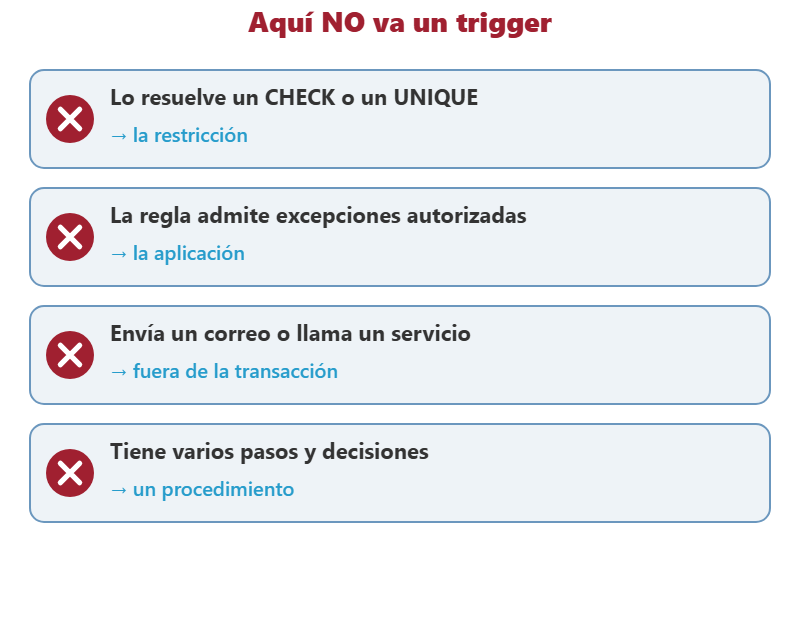 Aquí NO va un trigger
Lo resuelve un CHECK o un UNIQUE
→ la restricción
La regla admite excepciones autorizadas
→ la aplicación
Envía un correo o llama un servicio
→ fuera de la transacción
Tiene varios pasos y decisiones
→ un procedimiento